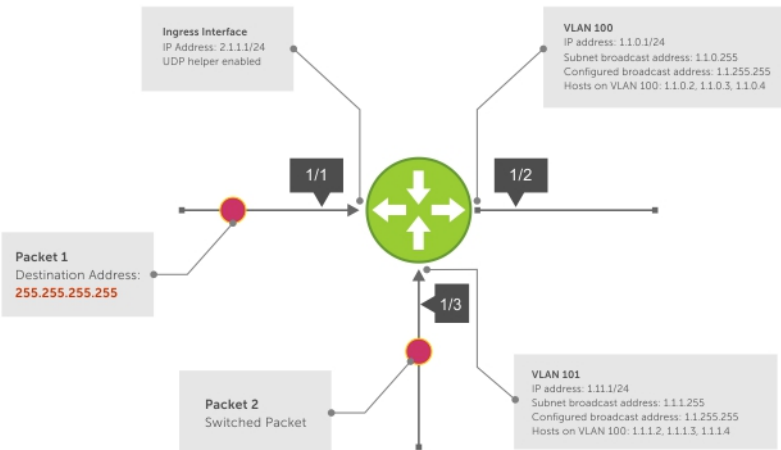 Ingress Interface
IP Address: 2.1.1.1/24
UDP helper enabled
VLAN 100
IP address: 1.1.0.1/24
Subnet broadcast address: 1.1.0.255
Configured broadcast address: 1.1.255.255
Hosts on VLAN 100: 1.1.0.2, 1.1.0.3, 1.1.0.4
1/1
1/2
Packet 1
Destination Address:
255.255.255.255
1/3
Packet 2
Switched Packet
VLAN 101
IP address: 1.11.1/24
Subnet broadcast address: 1.1.1.255
Configured broadcast address: 1.1.255.255
Hosts on VLAN 100: 1.1.1.2, 1.1.1.3, 1.1.1.4